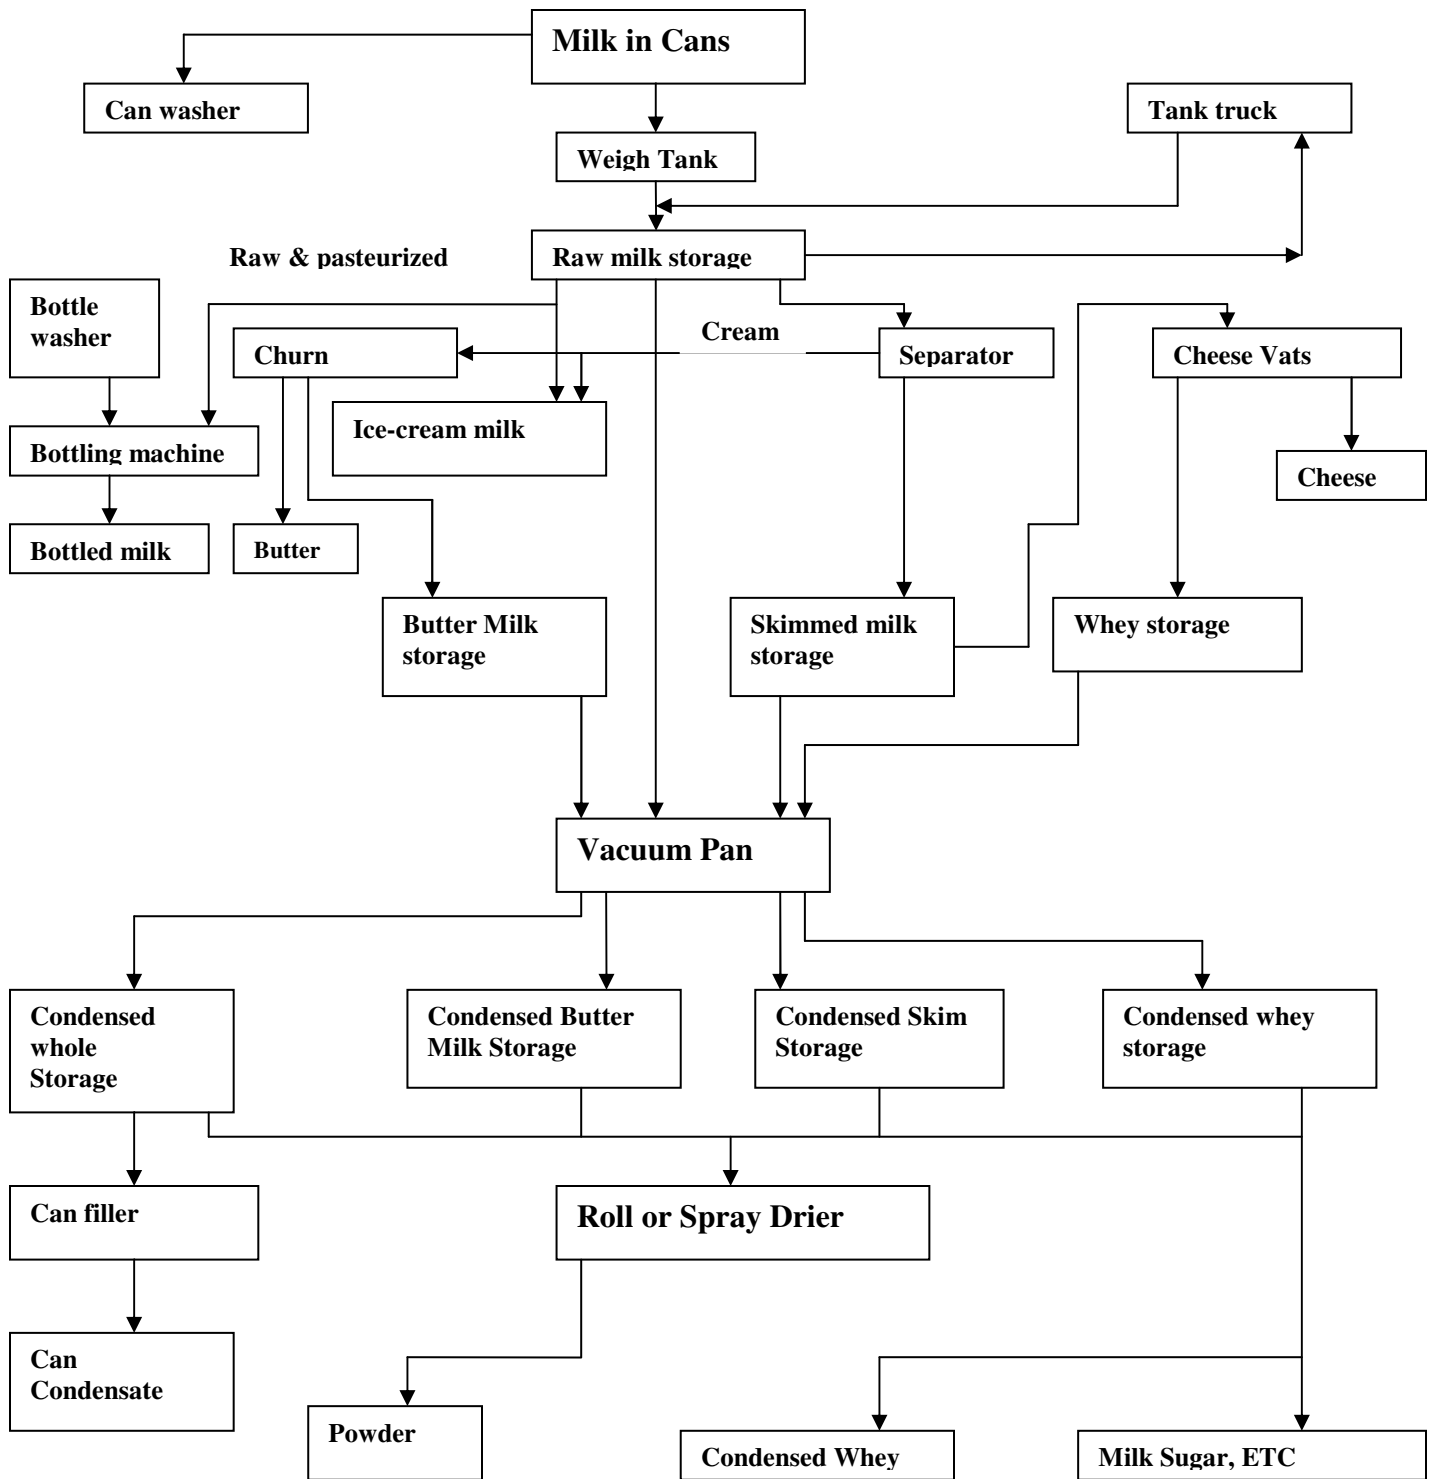 Milk in Cans
Can washer
Tank truck
Weigh Tank
Raw & pasteurized
Raw milk storage
Bottle
washer
Cream
Churn
Separator
Cheese Vats
Ice-cream milk
Bottling machine
Cheese
Bottled milk
Butter
Butter Milk
storage
Skimmed milk
storage
Whey storage
Vacuum Pan
Condensed
whole
Storage
Condensed Butter
Milk Storage
Condensed Skim
Storage
Condensed whey
storage
Can filler
Roll or Spray Drier
Can
Condensate
Powder
Condensed Whey
Milk Sugar, ETC